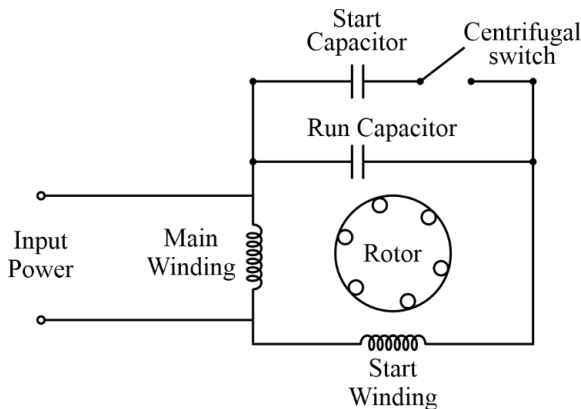 Start
Capacitor
Centrifugal
switch
Run Capacitor
Input
Power
Main
Winding
Rotor
Start
Winding